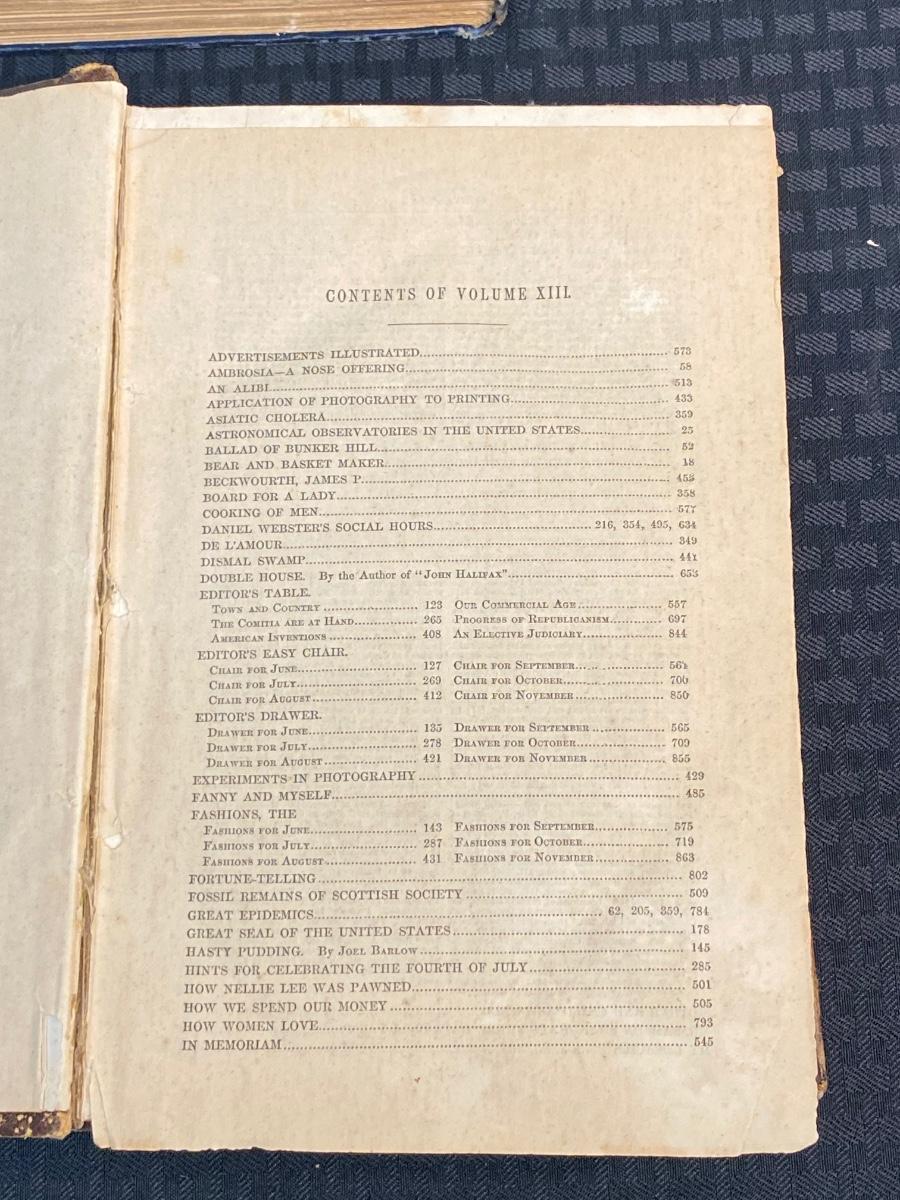 CONTENTS OF VOLUME XIII.
ADVERTISEMENTS ILLUSTRATED 573
AMBROSIA—A NOSE OFFERING 58
AN ALIBI 513
APPLICATION OF PHOTOGRAPHY TO PRINTING 433
ASIATIC CHOLERA 359
ASTRONOMICAL OBSERVATORIES IN THE UNITED STATES 25
BALLAD OF BUNKER HILL 52
BEAR AND BASKET MAKER 18
BECKWOURTH, JAMES P.
BOARD FOR A LADY 358
COOKING OF MEN 577
DANIEL WEBSTER'S SOCIAL HOURS 216, 354, 495, 634
DE L'AMOUR 349
DISMAL SWAMP 441
DOUBLE HOUSE. By the Author of "JOHN HALIFAX" 653
EDITOR'S TABLE.
TOWN AND COUNTRY 123 OUR COMMERCIAL AGE 557
THE COMITIA ARE AT HAND 265 PROGRESS OF REPUBLICANISM 697
AMERICAN INVENTIONS 408 AN ELECTIVE JUDICIARY 844
EDITOR'S EASY CHAIR.
CHAIR FOR JUNE 127 CHAIR FOR SEPTEMBER
CHAIR FOR JULY 269 CHAIR FOR OCTOBER 700
CHAIR FOR AUGUST 412 CHAIR FOR NOVEMBER 850
EDITOR'S DRAWER.
DRAWER FOR JUNE 135 DRAWER FOR SEPTEMBER 565
DRAWER FOR JULY 278 DRAWER FOR OCTOBER 709
DRAWER FOR AUGUST 421 DRAWER FOR NOVEMBER 855
EXPERIMENTS IN PHOTOGRAPHY 429
FANNY AND MYSELF 485
FASHIONS, THE
FASHIONS FOR JUNE 143 FASHIONS FOR SEPTEMBER 575
FASHIONS FOR JULY 287 FASHIONS FOR OCTOBER 719
FASHIONS FOR AUGUST 431 FASHIONS FOR NOVEMBER 863
FORTUNE-TELLING 802
FOSSIL REMAINS OF SCOTTISH SOCIETY 509
GREAT EPIDEMICS 62, 205, 359, 784
GREAT SEAL OF THE UNITED STATES 178
HASTY PUDDING. By JOEL BARLOW 145
HINTS FOR CELEBRATING THE FOURTH OF JULY 285
HOW NELLIE LEE WAS PAWNED 501
HOW WE SPEND OUR MONEY 505
HOW WOMEN LOVE 793
IN MEMORIAM 545